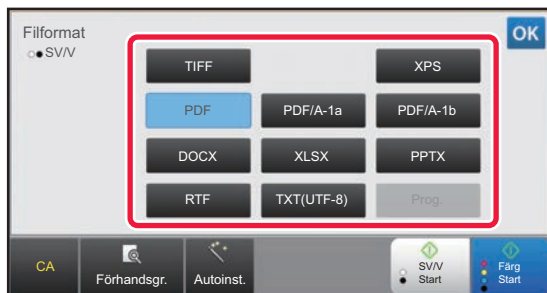 Filformat
SV/V
OK
TIFF
XPS
PDF
PDF/A-1a
PDF/A-1b
DOCX
XLSX
PPTX
RTF
TXT(UTF-8)
Prog.
CA
Förhandsgr.
Autoinst.
SV/V
Start
Färg
Start